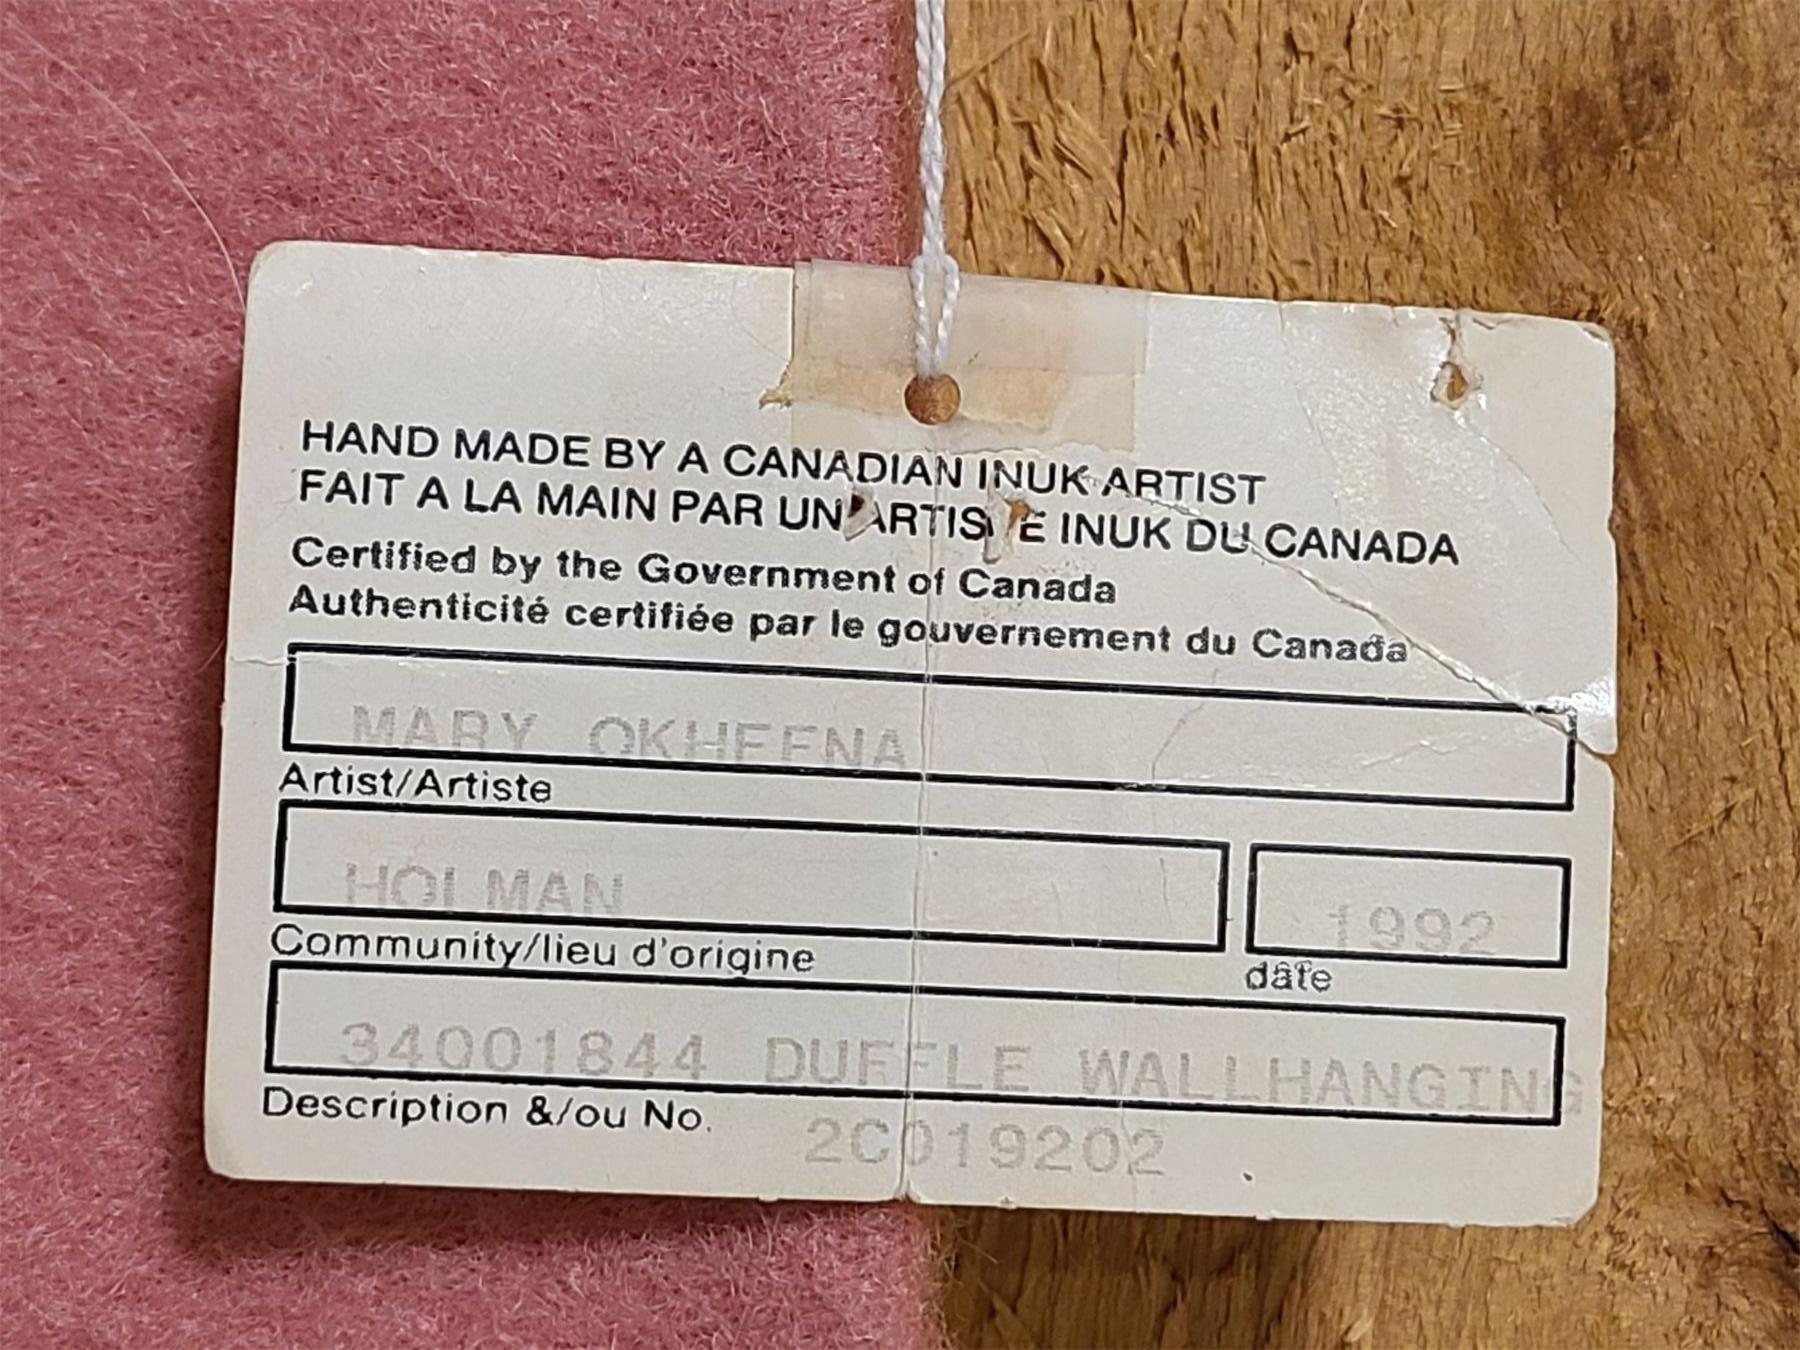 HAND MADE BY A CANADIAN INUK ARTIST
FAIT A LA MAIN PAR UN ARTISTE INUK DU CANADA
Certified by the Government of Canada
Authenticité certifiée par le gouvernement du Canada
MARY OKHEENA
Artist/Artiste
HOLMAN
1992
Community/lieu d'origine
date
34001844 DUFFLE WALLHANGING
Description &/ou No.
2C019202